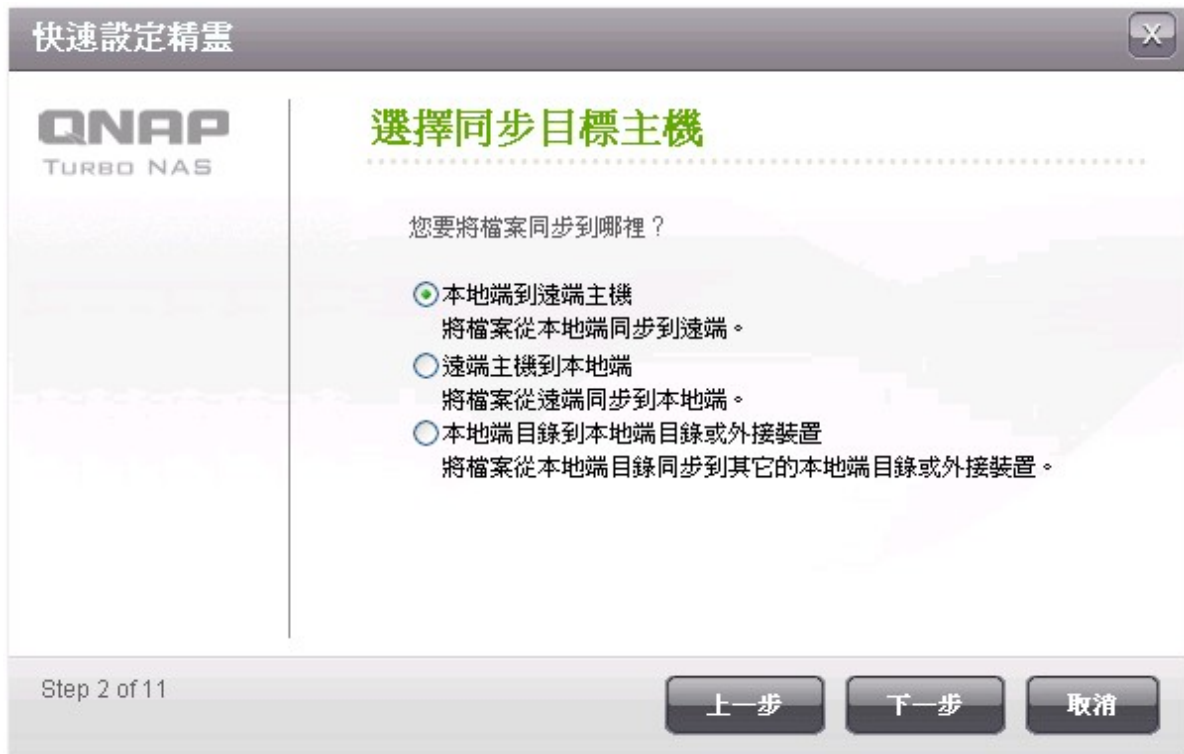 快速設定精靈
X
QNAP
TURBO NAS
選擇同步目標主機
您要將檔案同步到哪裡？
本地端到遠端主機
將檔案從本地端同步到遠端。
遠端主機到本地端
將檔案從遠端同步到本地端。
本地端目錄到本地端目錄或外接裝置
將檔案從本地端目錄同步到其它的本地端目錄或外接裝置。
Step 2 of 11
上一步
下一步
取消